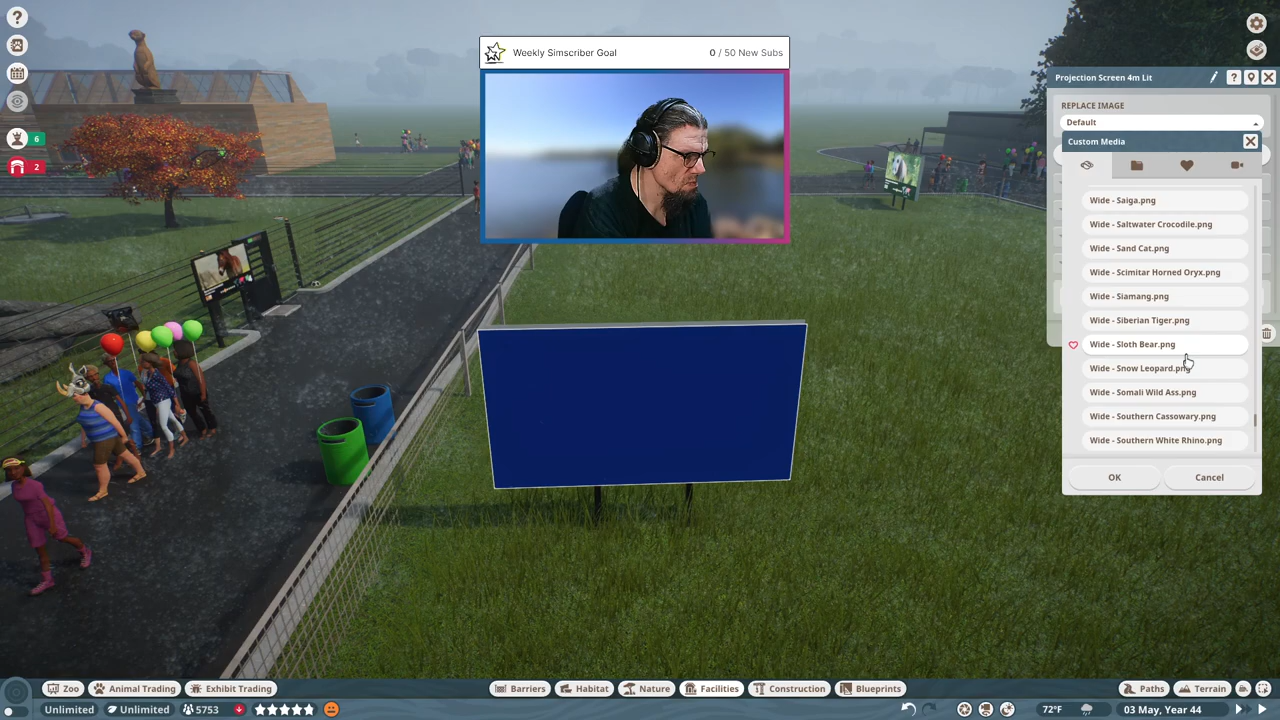 Weekly Simscriber Goal 0 / 50 New Subs
6
2
Projection Screen 4m Lit
REPLACE IMAGE
Default
Custom Media
Wide - Saiga.png
Wide - Saltwater Crocodile.png
Wide - Sand Cat.png
Wide - Scimitar Horned Oryx.png
Wide - Siamang.png
Wide - Siberian Tiger.png
Wide - Sloth Bear.png
Wide - Snow Leopard.png
Wide - Somali Wild Ass.png
Wide - Southern Cassowary.png
Wide - Southern White Rhino.png
OK Cancel
Zoo Animal Trading Exhibit Trading Barriers Habitat Nature Facilities Construction Blueprints Paths Terrain
Unlimited Unlimited 5753 72°F 03 May, Year 44